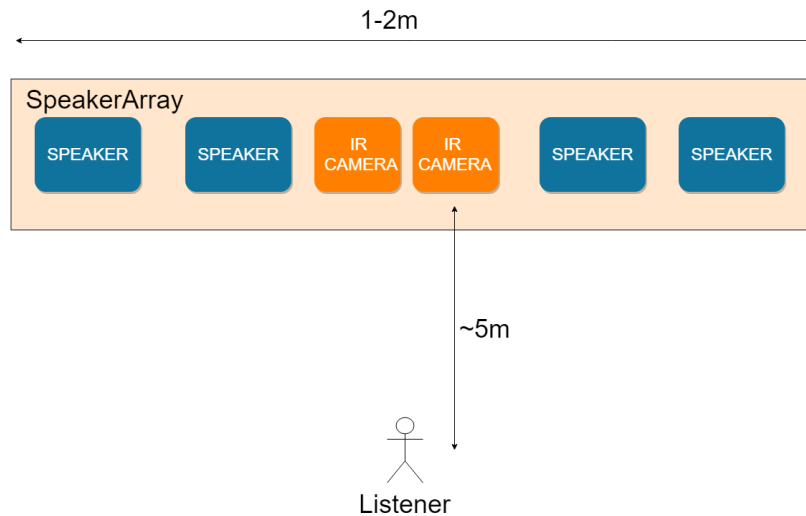 1-2m
SpeakerArray
SPEAKER
SPEAKER
IR
CAMERA
IR
CAMERA
SPEAKER
SPEAKER
~5m
Listener